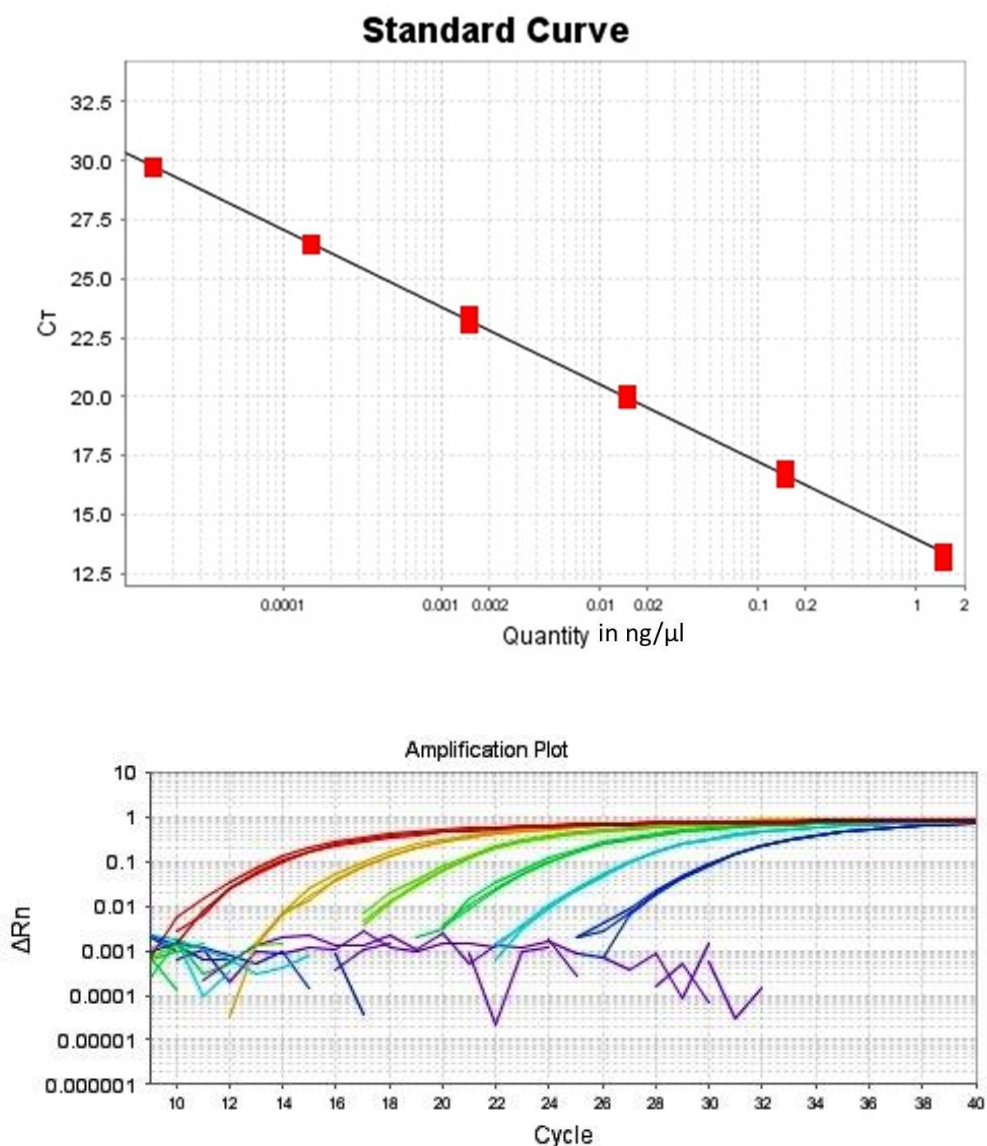 Standard Curve
32.5
30.0
27.5
25.0
22.5
20.0
17.5
15.0
12.5
Cт
0.0001 0.001 0.002 0.01 0.02 0.1 0.2 1 2
Quantity in ng/µl
Amplification Plot
10
1
0.1
0.01
0.001
0.0001
0.00001
0.000001
ΔRn
10 12 14 16 18 20 22 24 26 28 30 32 34 36 38 40
Cycle